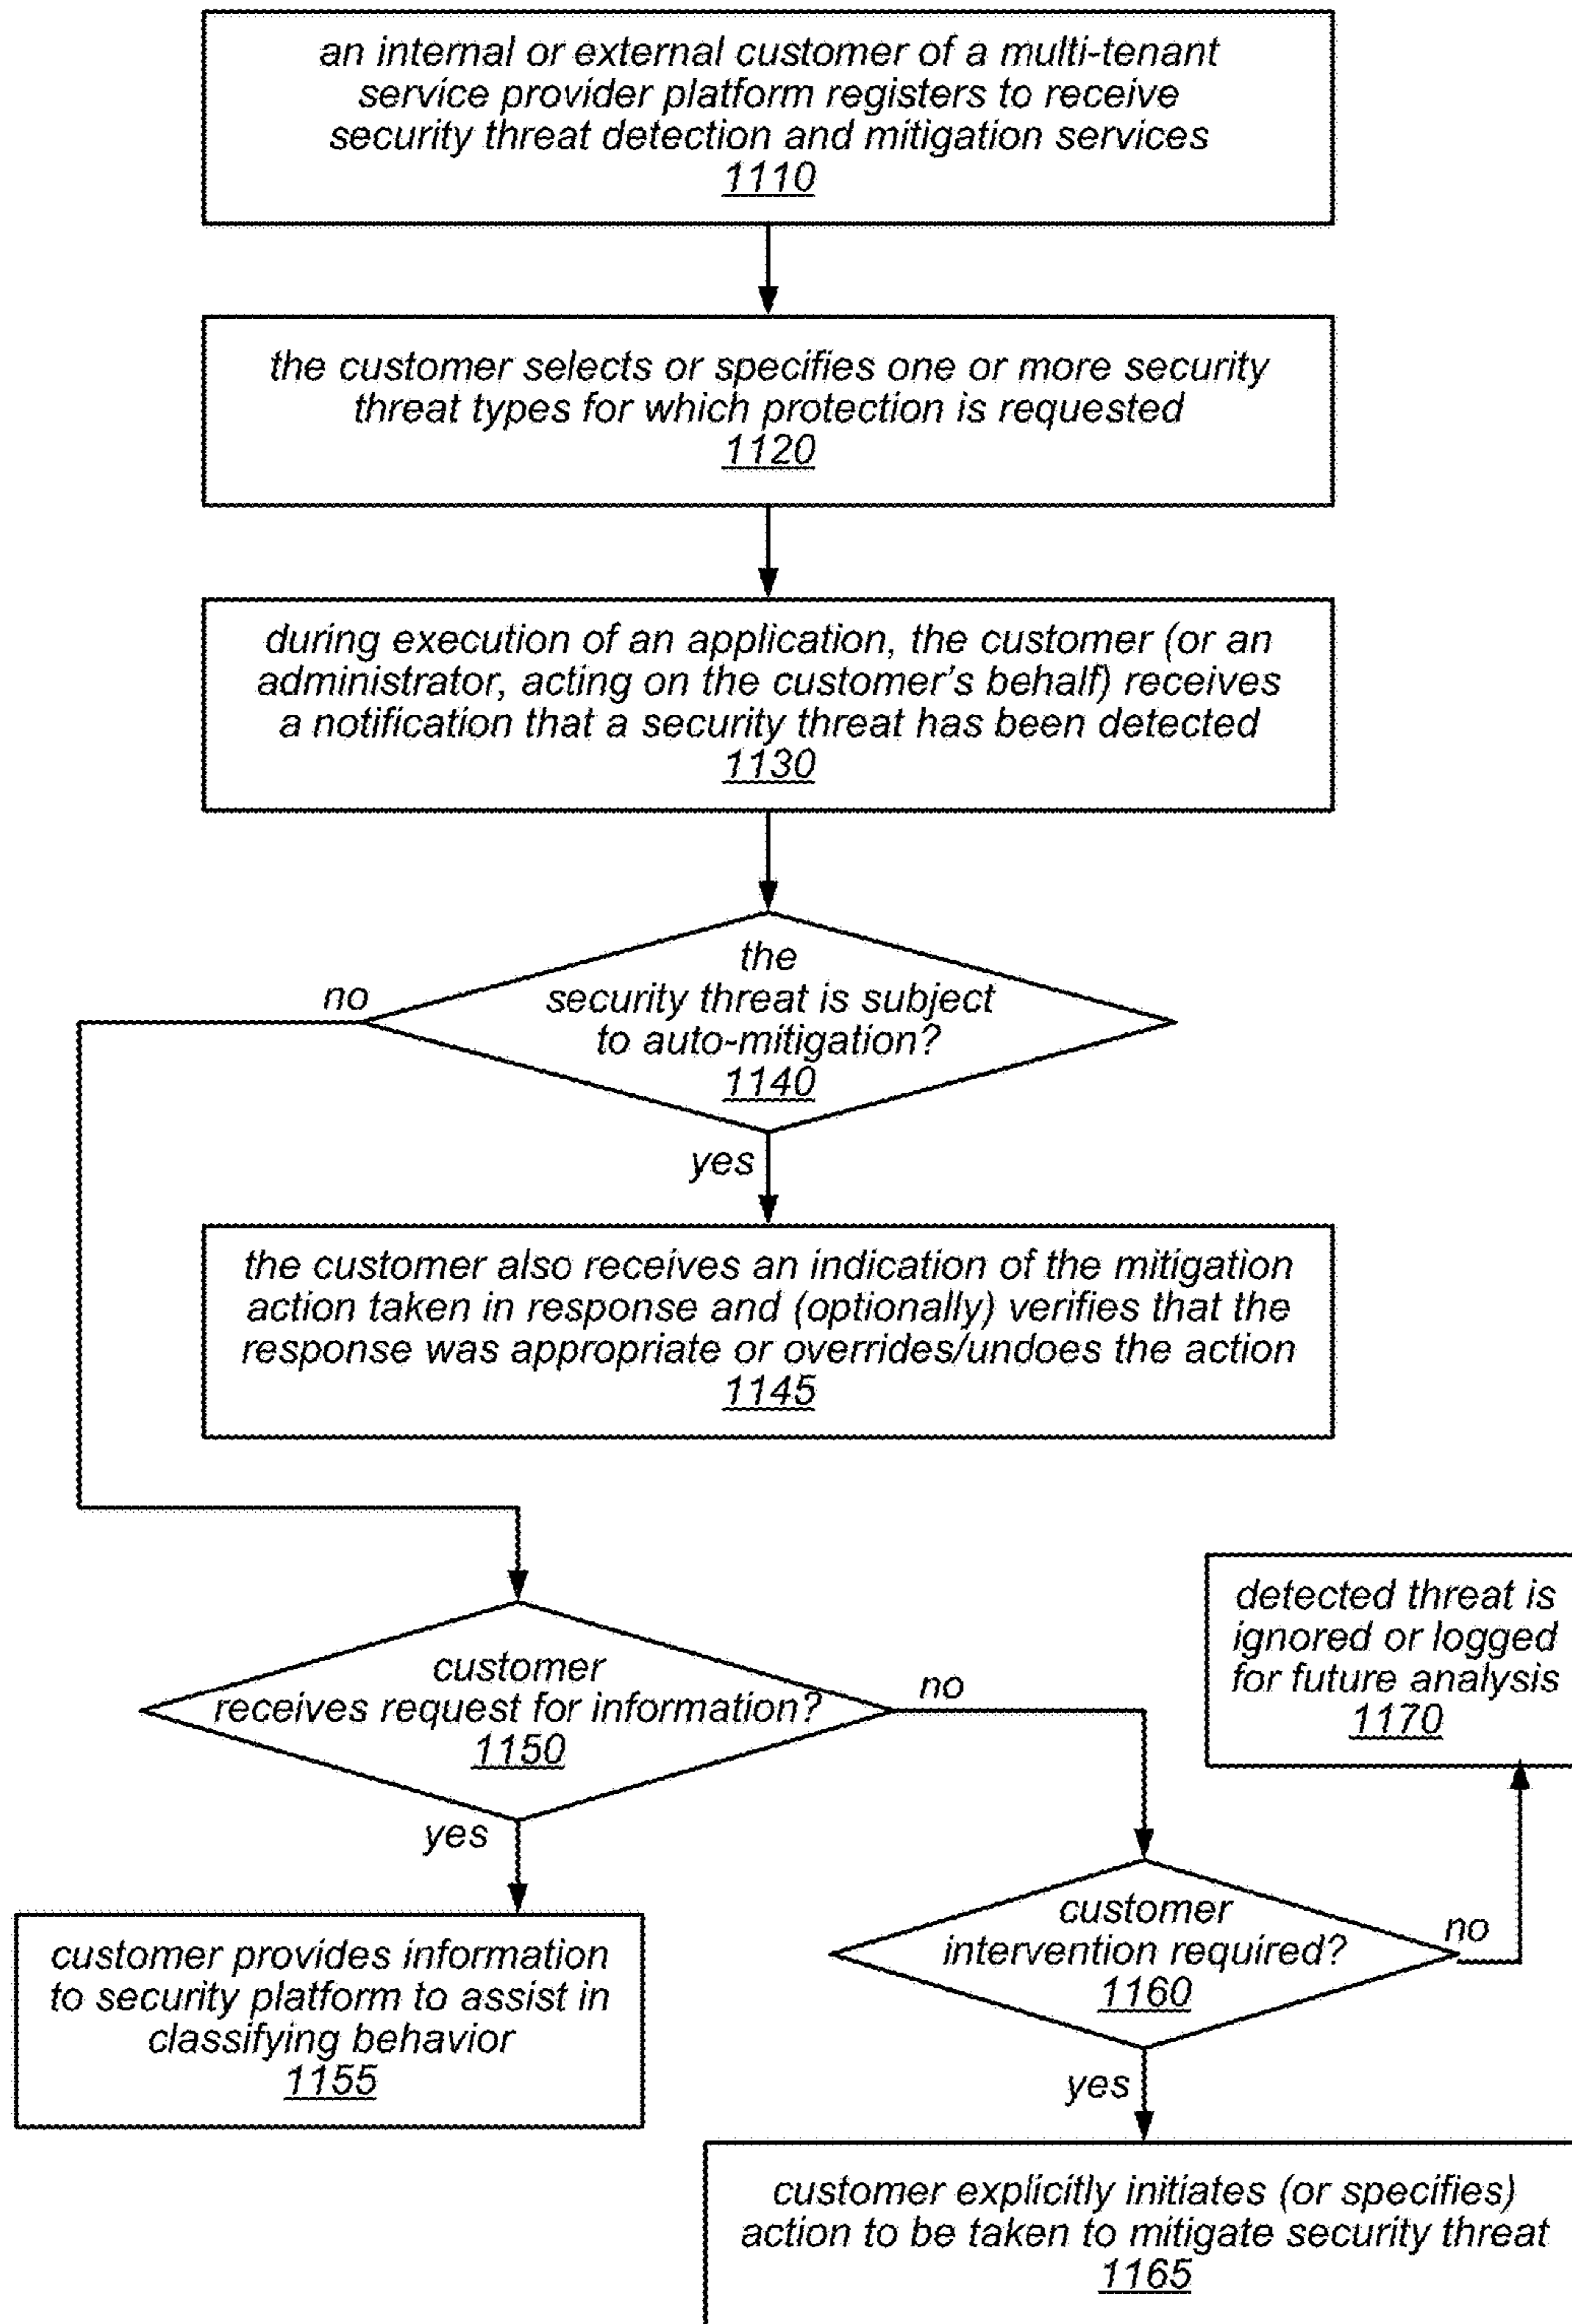 an internal or external customer of a multi-tenant
service provider platform registers to receive
security threat detection and mitigation services
1110
the customer selects or specifies one or more security
threat types for which protection is requested
1120
during execution of an application, the customer (or an
administrator, acting on the customer's behalf) receives
a notification that a security threat has been detected
1130
the
security threat is subject
to auto-mitigation?
1140
no
yes
the customer also receives an indication of the mitigation
action taken in response and (optionally) verifies that the
response was appropriate or overrides/undoes the action
1145
customer
receives request for information?
1150
no
yes
detected threat is
ignored or logged
for future analysis
1170
customer provides information
to security platform to assist in
classifying behavior
1155
customer
intervention required?
1160
no
yes
customer explicitly initiates (or specifies)
action to be taken to mitigate security threat
1165